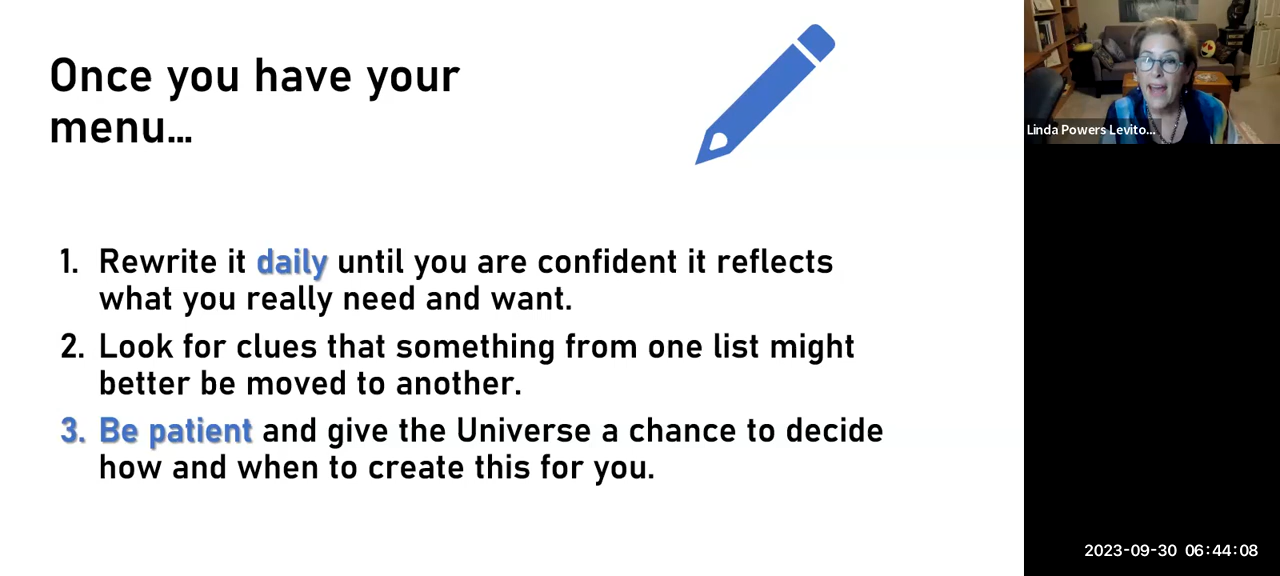 Once you have your
menu...
1. Rewrite it daily until you are confident it reflects
what you really need and want.
2. Look for clues that something from one list might
better be moved to another.
3. Be patient and give the Universe a chance to decide
how and when to create this for you.
Linda Powers Levito...
2023-09-30 06:44:08